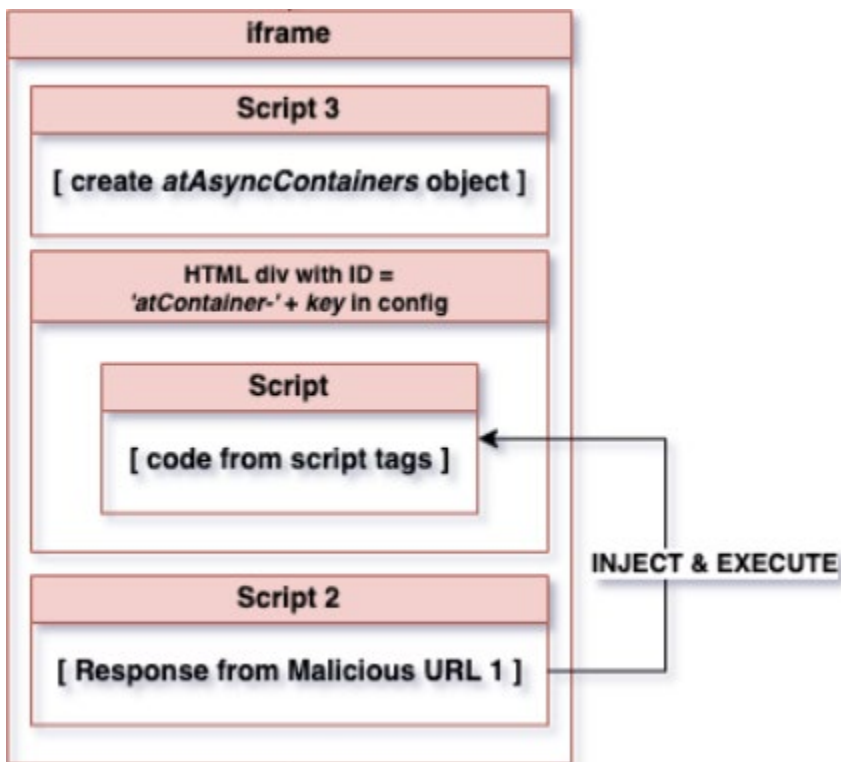 iframe
Script 3
[ create atAsyncContainers object ]
HTML div with ID =
'atContainer-' + key in config
Script
[ code from script tags ]
INJECT & EXECUTE
Script 2
[ Response from Malicious URL 1 ]